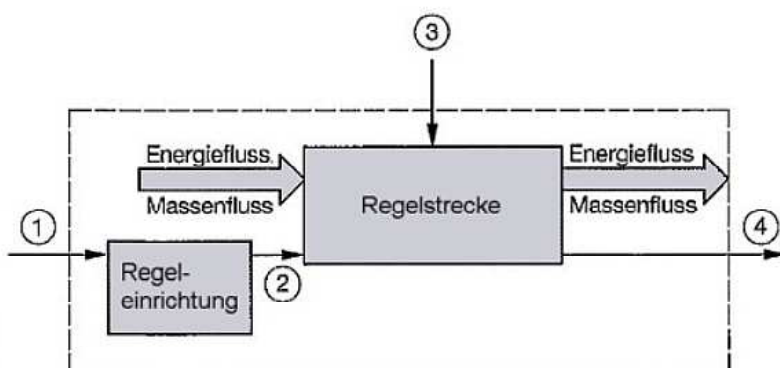 3
Energiefluss
Massenfluss
Regelstrecke
Energiefluss
Massenfluss
1
4
Regel-
einrichtung
2